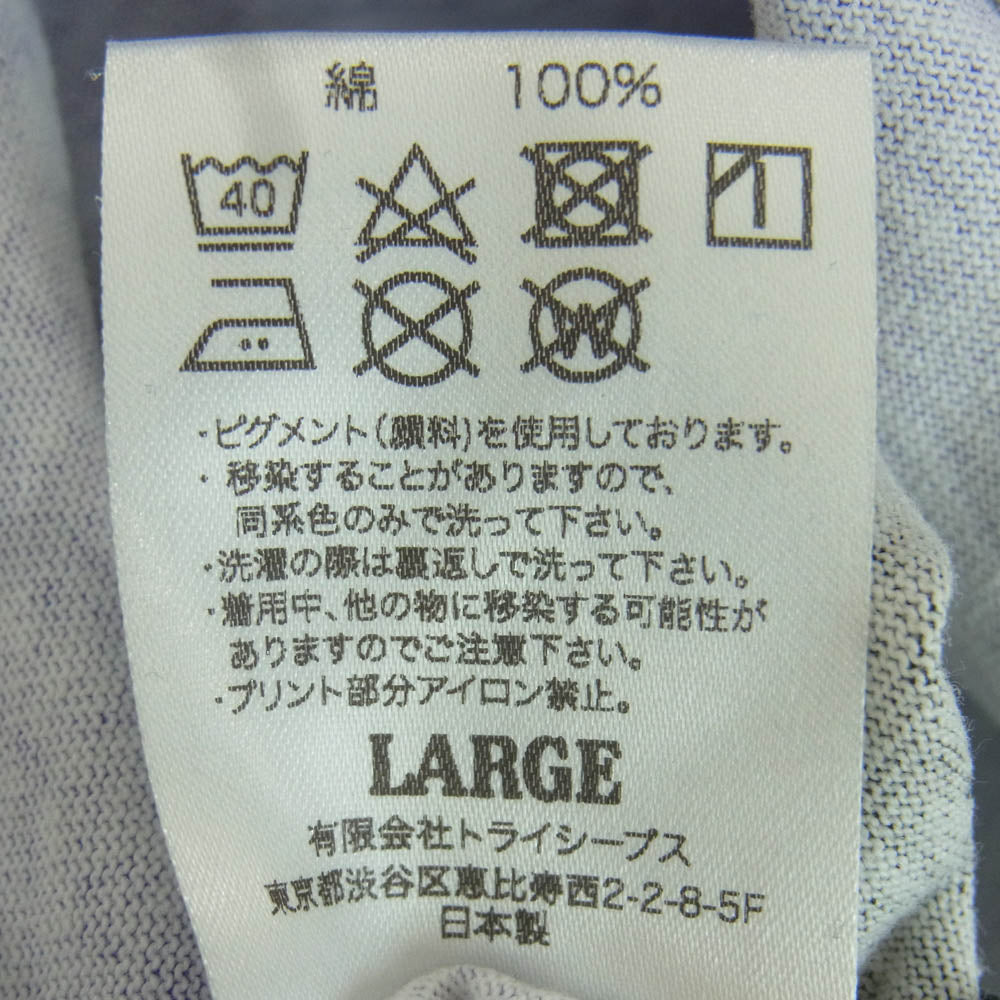 綿 100%
40
W
・ピグメント(顔料)を使用しております。
・移染することがありますので、
同系色のみで洗って下さい。
・洗濯の際は裏返しで洗って下さい。
・着用中、他の物に移染する可能性が
ありますのでご注意下さい。
・プリント部分アイロン禁止。
LARGE
有限会社トライシープス
東京都渋谷区恵比寿西2-2-8-5F
日本製